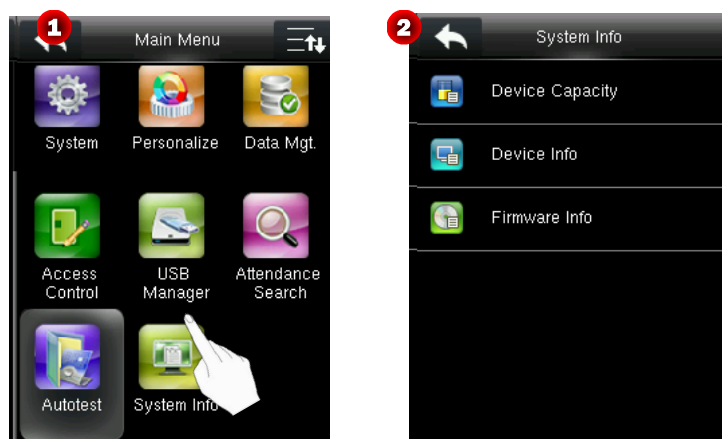 1
Main Menu
System
Personalize
Data Mgt.
Access
Control
USB
Manager
Attendance
Search
Autotest
System Info
2
System Info
Device Capacity
Device Info
Firmware Info